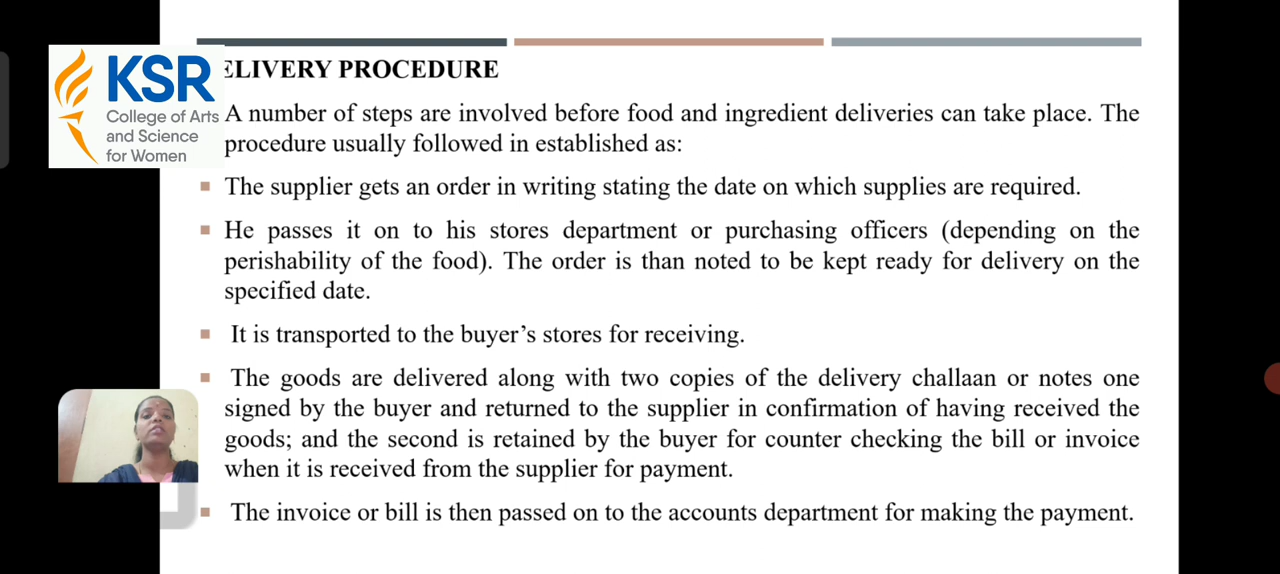 KSR
College of Arts
and Science
for Women
ELIVERY PROCEDURE
A number of steps are involved before food and ingredient deliveries can take place. The
procedure usually followed in established as:
The supplier gets an order in writing stating the date on which supplies are required.
He passes it on to his stores department or purchasing officers (depending on the
perishability of the food). The order is than noted to be kept ready for delivery on the
specified date.
It is transported to the buyer’s stores for receiving.
The goods are delivered along with two copies of the delivery challaan or notes one
signed by the buyer and returned to the supplier in confirmation of having received the
goods; and the second is retained by the buyer for counter checking the bill or invoice
when it is received from the supplier for payment.
The invoice or bill is then passed on to the accounts department for making the payment.